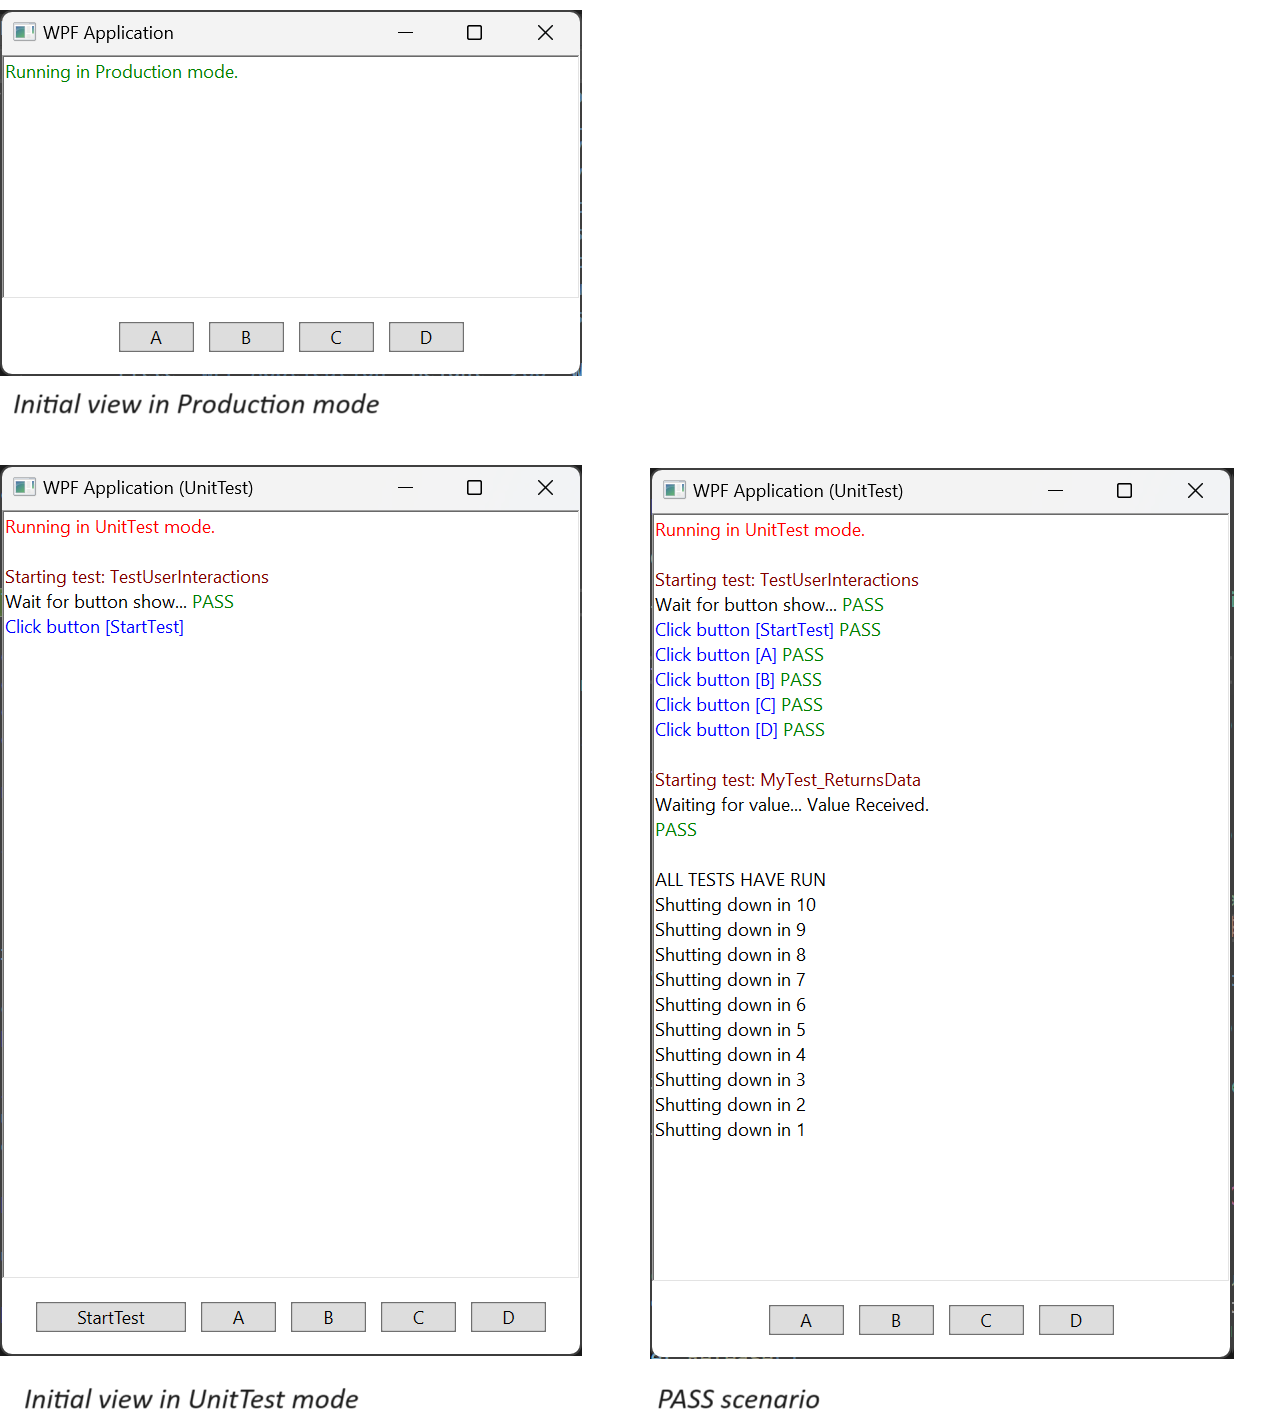 WPF Application
Running in Production mode.
A B C D
Initial view in Production mode
WPF Application (UnitTest)
Running in UnitTest mode.
Starting test: TestUserInteractions
Wait for button show... PASS
Click button [StartTest]
StartTest A B C D
Initial view in UnitTest mode
WPF Application (UnitTest)
Running in UnitTest mode.
Starting test: TestUserInteractions
Wait for button show... PASS
Click button [StartTest] PASS
Click button [A] PASS
Click button [B] PASS
Click button [C] PASS
Click button [D] PASS
Starting test: MyTest_ReturnsData
Waiting for value... Value Received.
PASS
ALL TESTS HAVE RUN
Shutting down in 10
Shutting down in 9
Shutting down in 8
Shutting down in 7
Shutting down in 6
Shutting down in 5
Shutting down in 4
Shutting down in 3
Shutting down in 2
Shutting down in 1
A B C D
PASS scenario